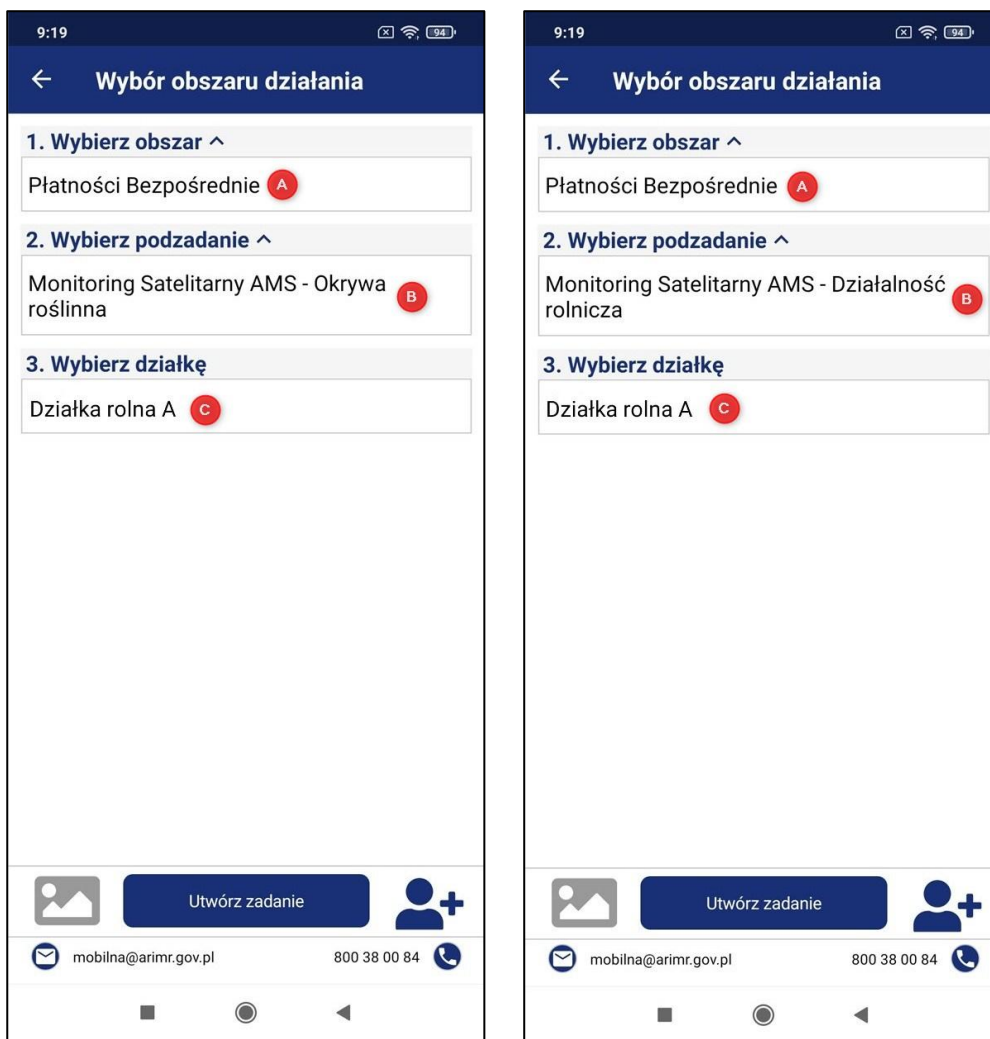 9:19
94
Wybór obszaru działania
1. Wybierz obszar
Płatności Bezpośrednie A
2. Wybierz podzadanie
Monitoring Satelitarny AMS - Okrywa
roślinna
B
3. Wybierz działkę
Działka rolna A C
Utwórz zadanie
mobilna@arimr.gov.pl 800 38 00 84
9:19
94
Wybór obszaru działania
1. Wybierz obszar
Płatności Bezpośrednie A
2. Wybierz podzadanie
Monitoring Satelitarny AMS - Działalność
rolnicza
B
3. Wybierz działkę
Działka rolna A C
Utwórz zadanie
mobilna@arimr.gov.pl 800 38 00 84